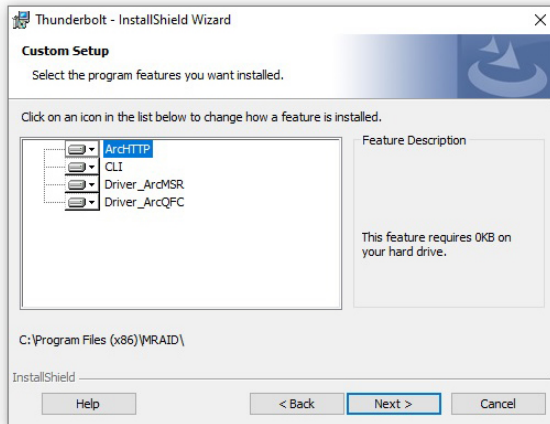 Thunderbolt - InstallShield Wizard
Custom Setup
Select the program features you want installed.
Click on an icon in the list below to change how a feature is installed.
ArcHTTP
CLI
Driver_ArcMSR
Driver_ArcQFC
Feature Description
This feature requires 0KB on
your hard drive.
C:\Program Files (x86)\MRAID\
InstallShield
Help
< Back
Next >
Cancel